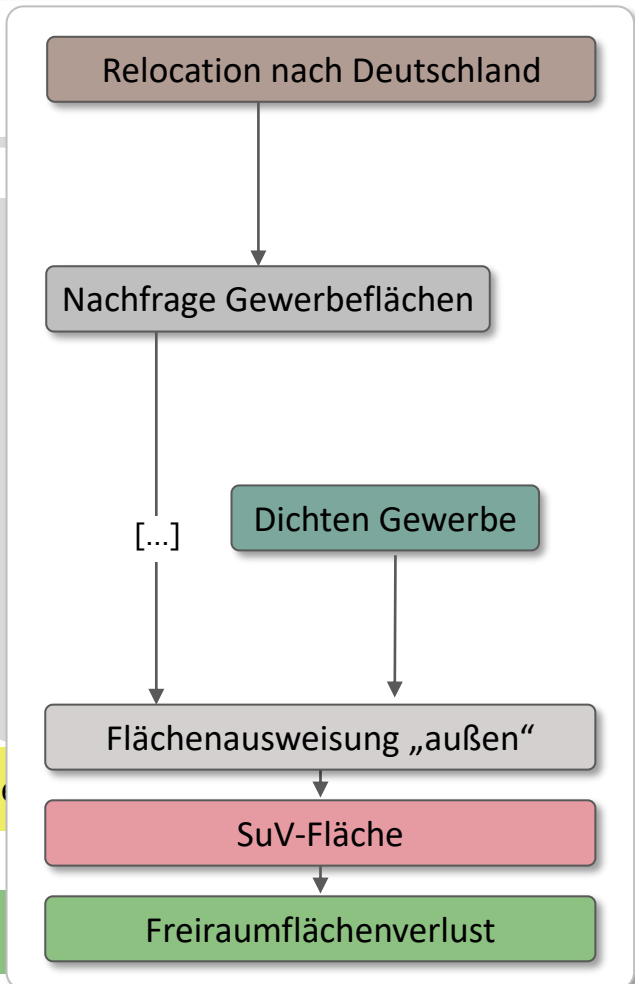 Relocation nach Deutschland
Nachfrage Gewerbeflächen
Dichten Gewerbe
[...]
Flächenausweisung „außen“
SuV-Fläche
Freiraumflächenverlust